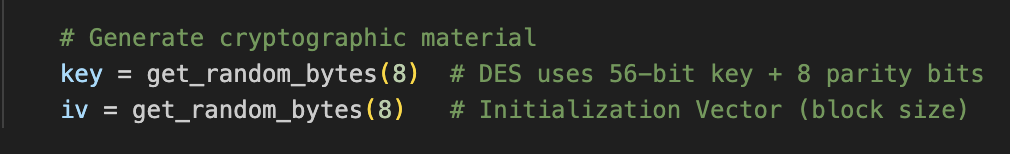 # Generate cryptographic material
key = get_random_bytes(8)  # DES uses 56-bit key + 8 parity bits
iv = get_random_bytes(8)   # Initialization Vector (block size)